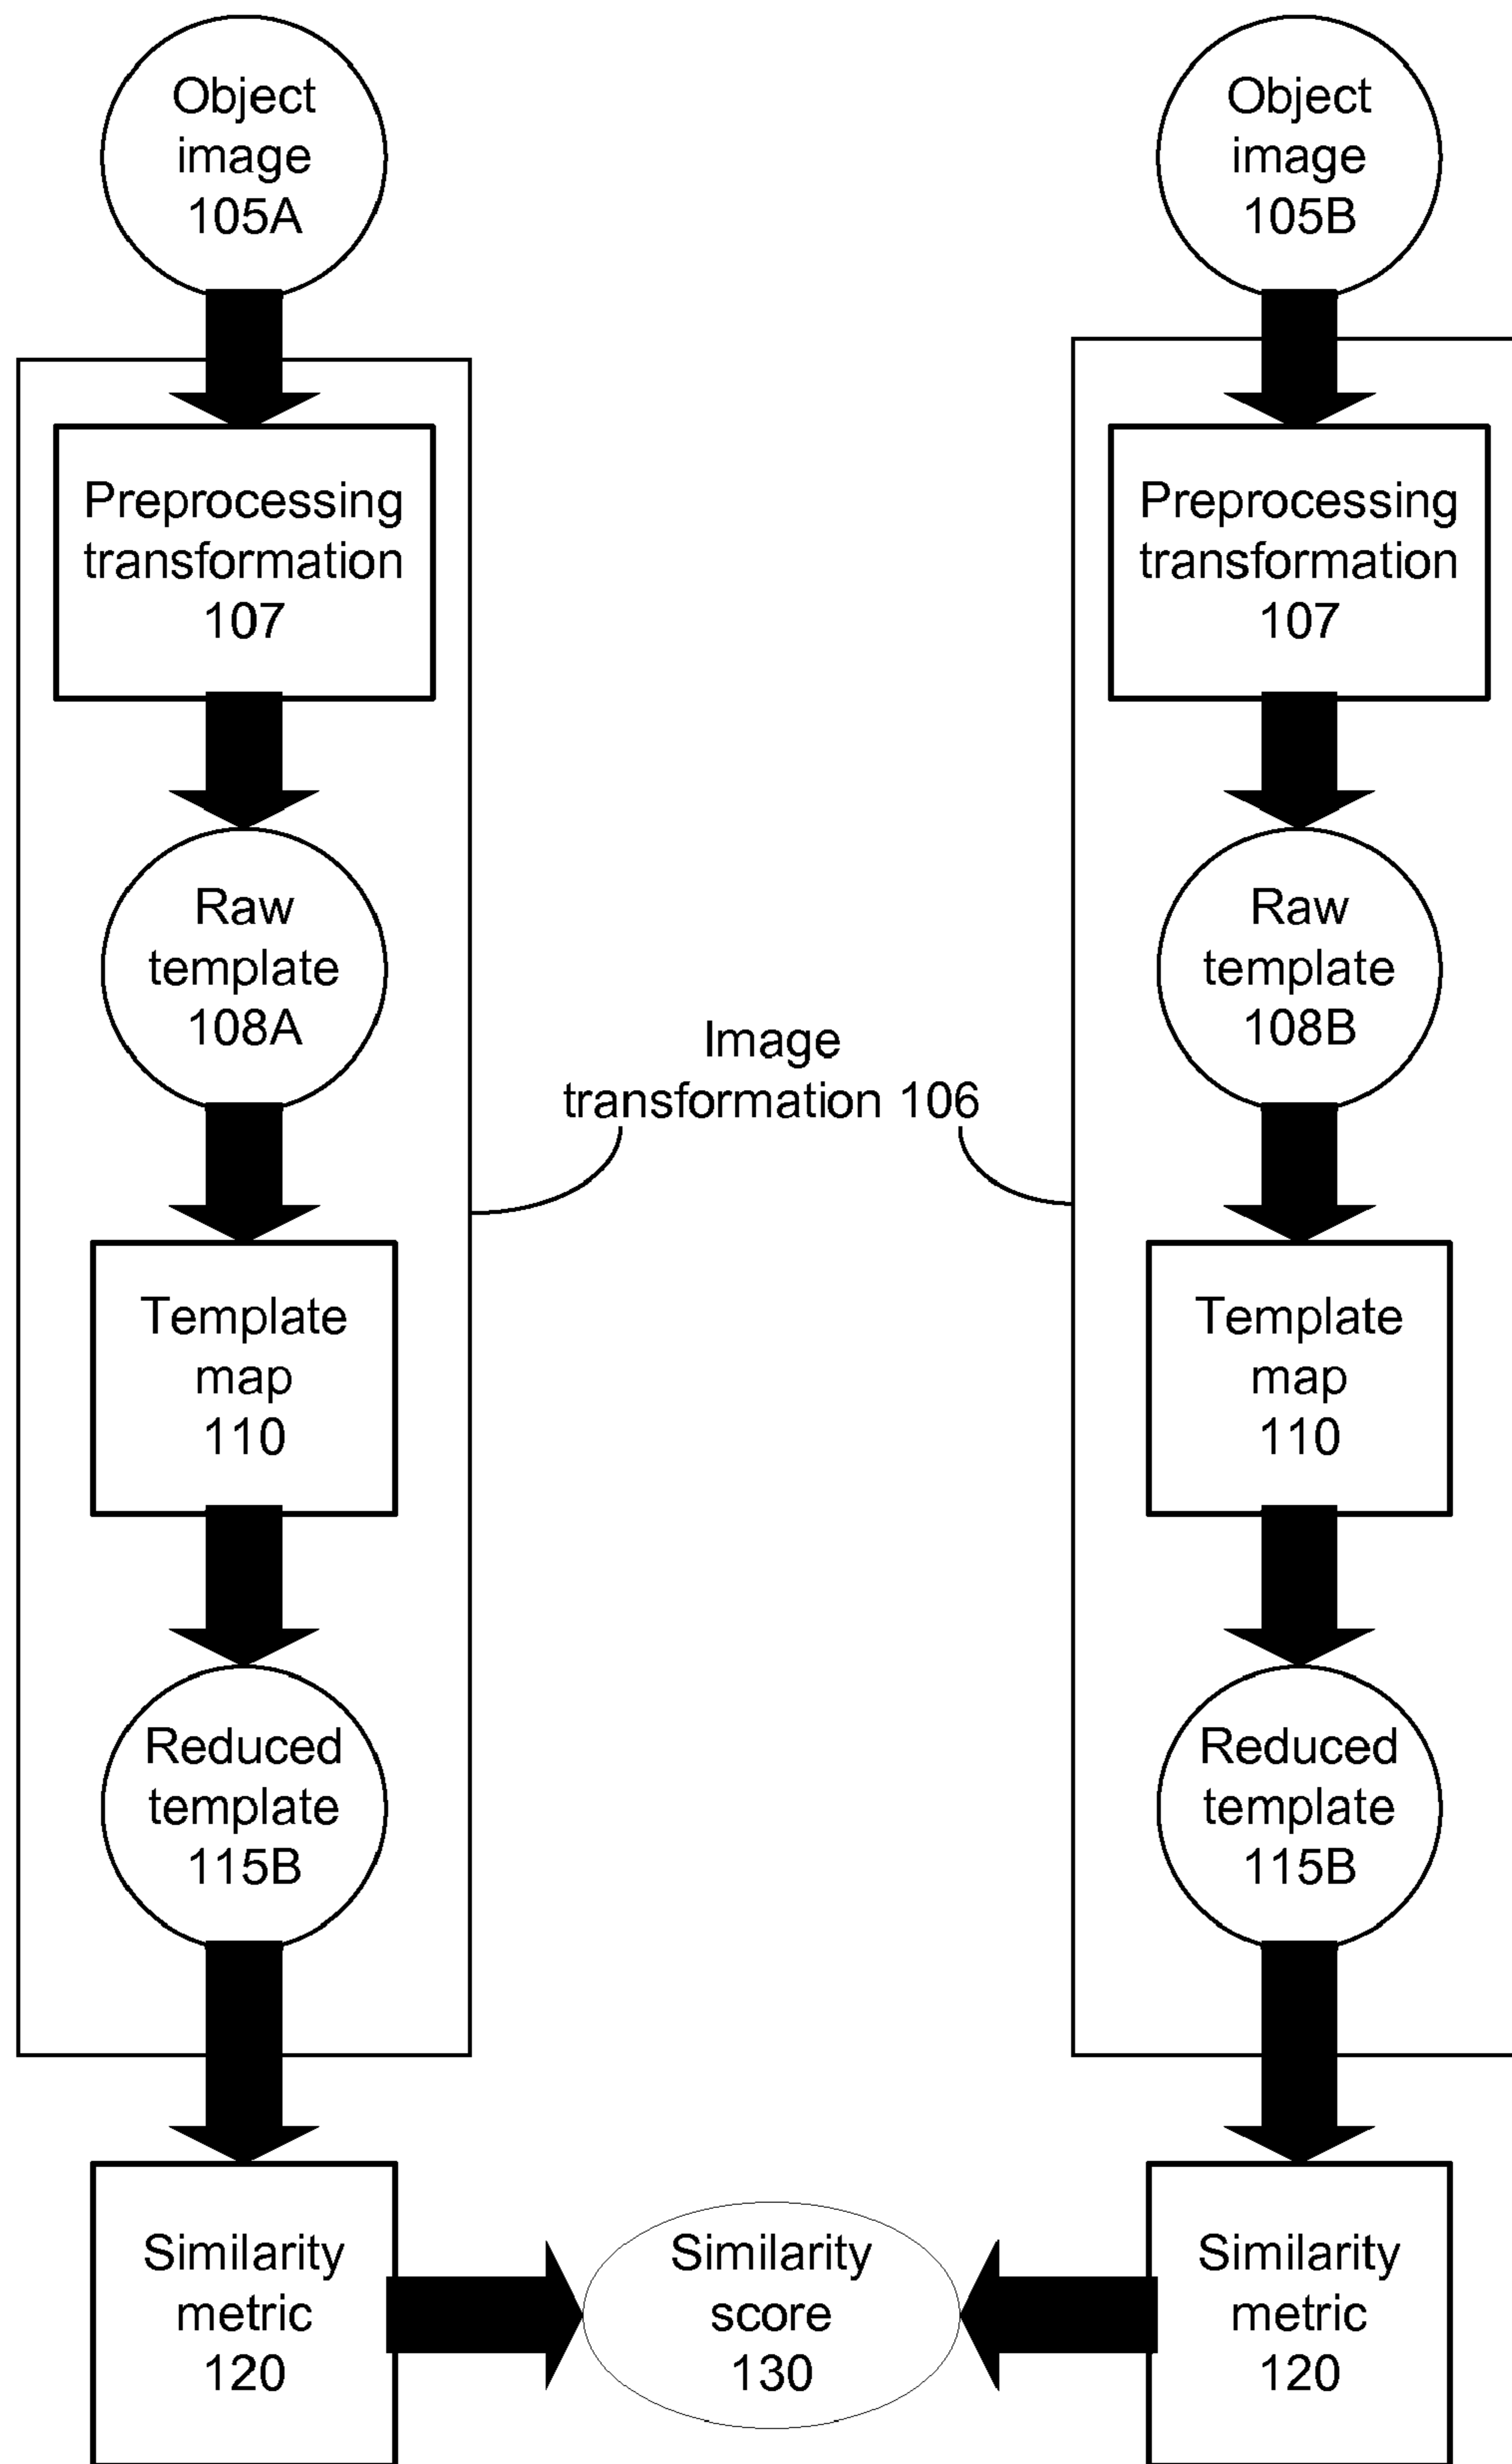 Object
image
105A
Preprocessing
transformation
107
Raw
template
108A
Template
map
110
Reduced
template
115B
Similarity
metric
120
Image
transformation 106
Similarity
score
130
Object
image
105B
Preprocessing
transformation
107
Raw
template
108B
Template
map
110
Reduced
template
115B
Similarity
metric
120